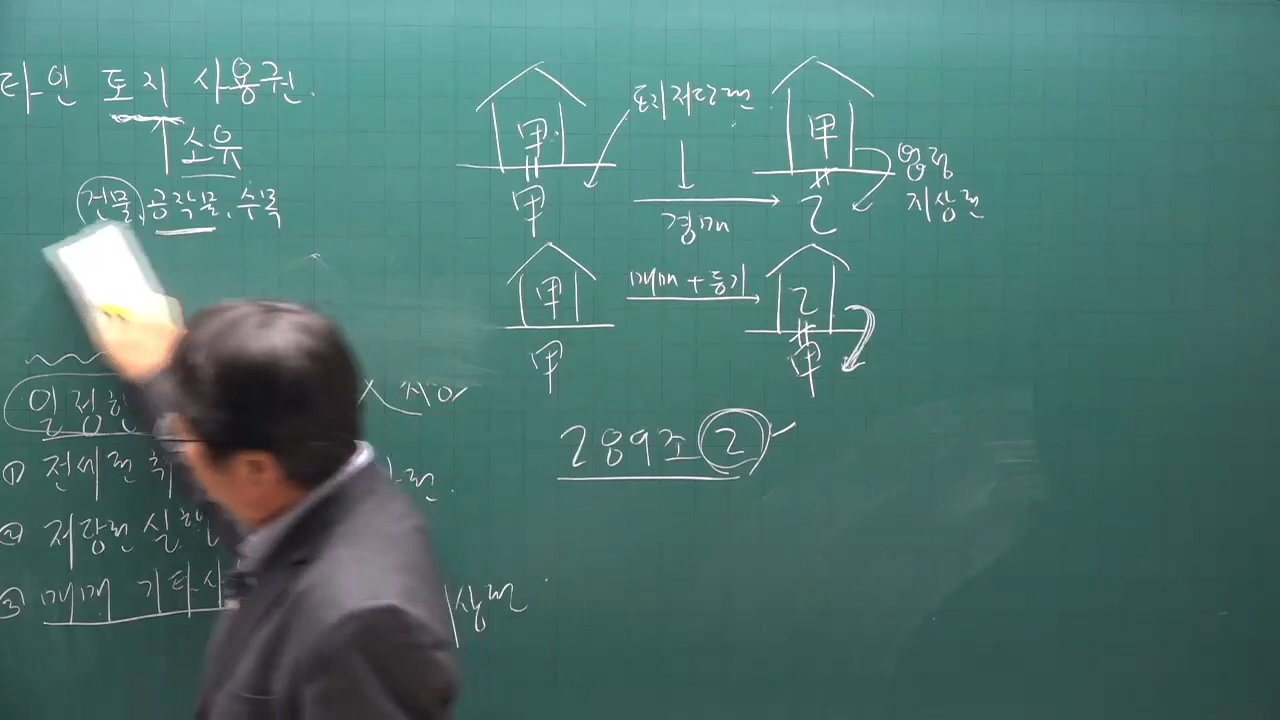 타인 토지 사용권.
소유
건물, 공작물, 수목
일정한
① 전세권 취
② 저당권 실행
③ 매매 기타사
상권
甲
甲
토지저당권
경매
甲
乙
법정
지상권
甲
甲
매매 + 등기
乙
甲
289조 2